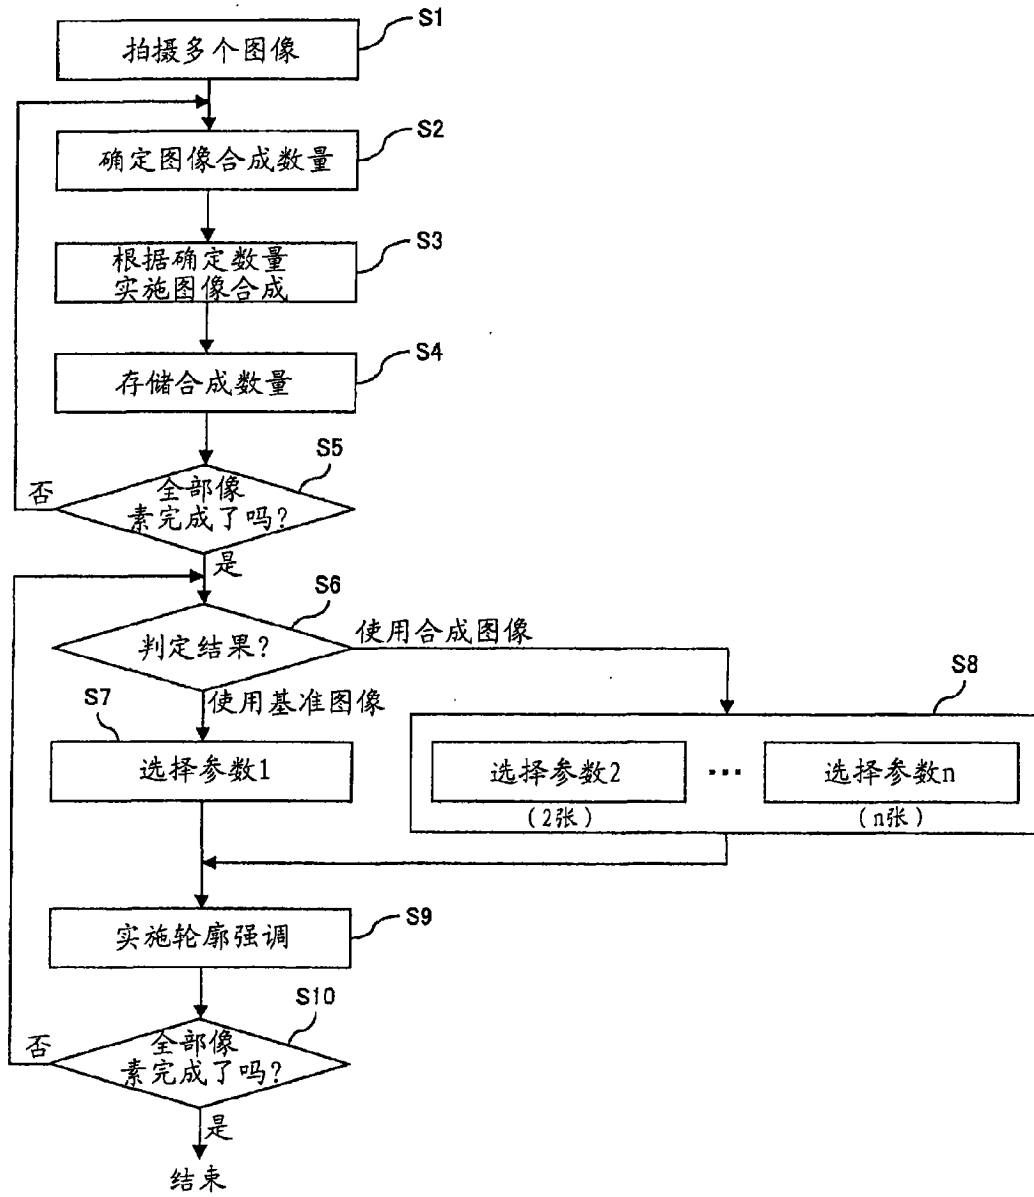 S1
拍摄多个图像
S2
确定图像合成数量
S3
根据确定数量
实施图像合成
S4
存储合成数量
S5
全部像
素完成了吗?
否
是
S6
判定结果?
使用合成图像
使用基准图像
S7
选择参数1
S8
选择参数2
(2张)
...
选择参数n
(n张)
S9
实施轮廓强调
S10
全部像
素完成了吗?
否
是
结束